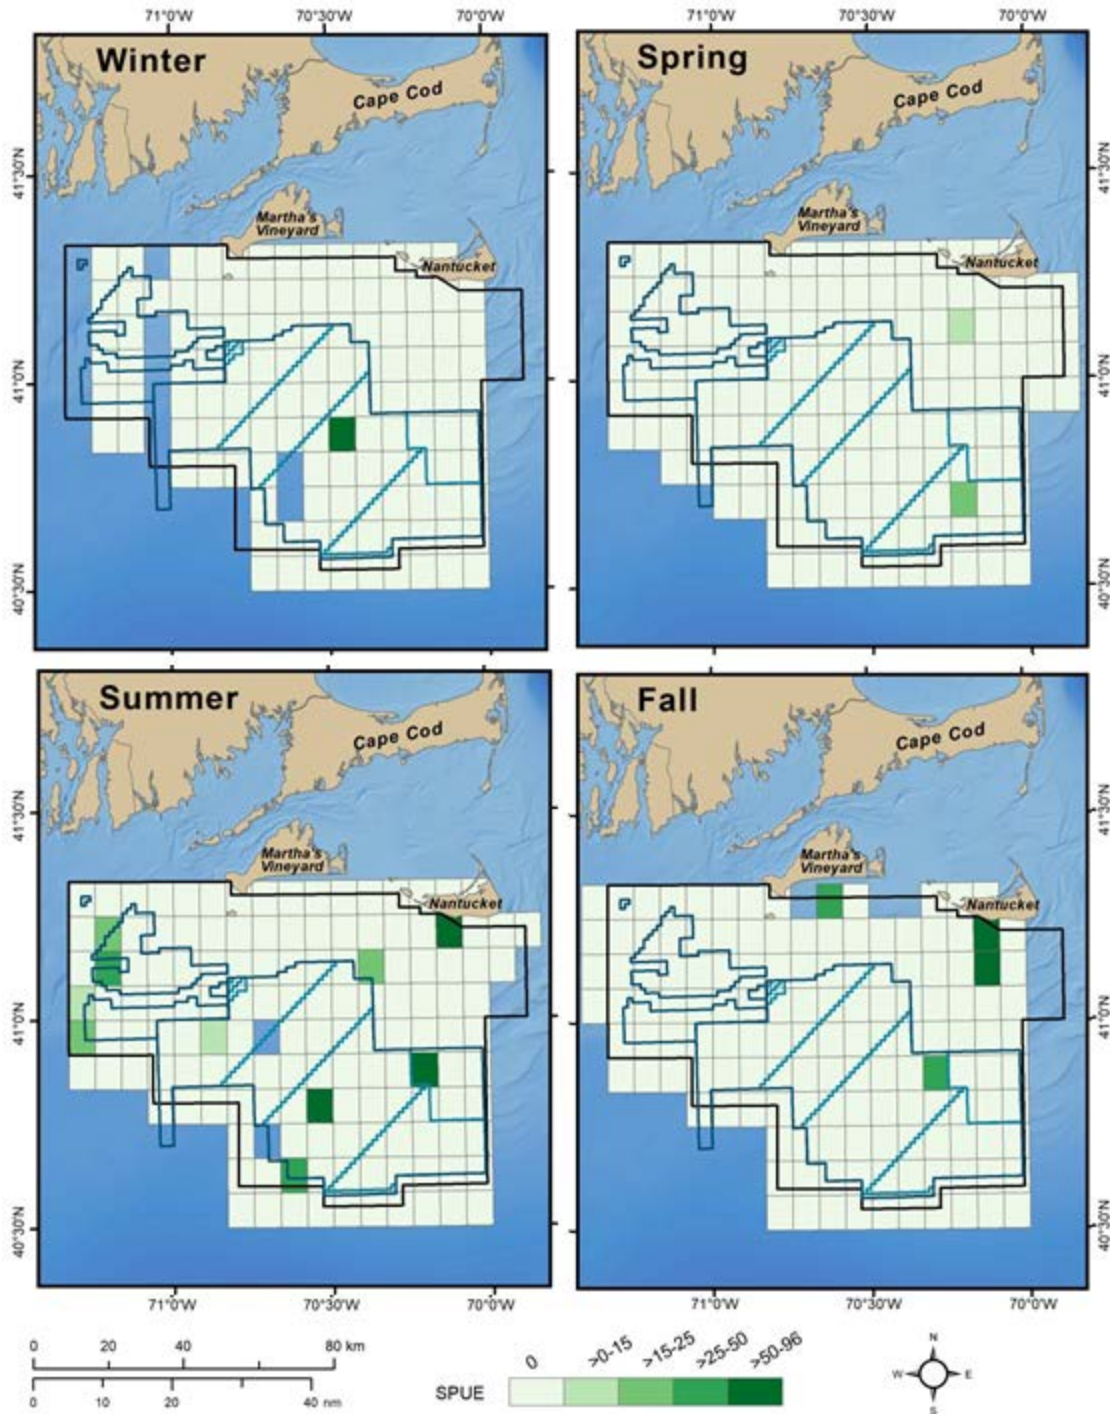 71°0'W 70°30'W 70°0'W 71°0'W 70°30'W 70°0'W
Winter
Cape Cod
Martha's
Vineyard
Nantucket
41°30'N
41°0'N
40°30'N
Spring
Cape Cod
Martha's
Vineyard
Nantucket
41°30'N
41°0'N
40°30'N
Summer
Cape Cod
Martha's
Vineyard
Nantucket
41°30'N
41°0'N
40°30'N
Fall
Cape Cod
Martha's
Vineyard
Nantucket
41°30'N
41°0'N
40°30'N
71°0'W 70°30'W 70°0'W 71°0'W 70°30'W 70°0'W
0 20 40 80 km
0 10 20 40 nm
SPUE
0 >0-15 >15-25 >25-50 >50-96
N
W E
S